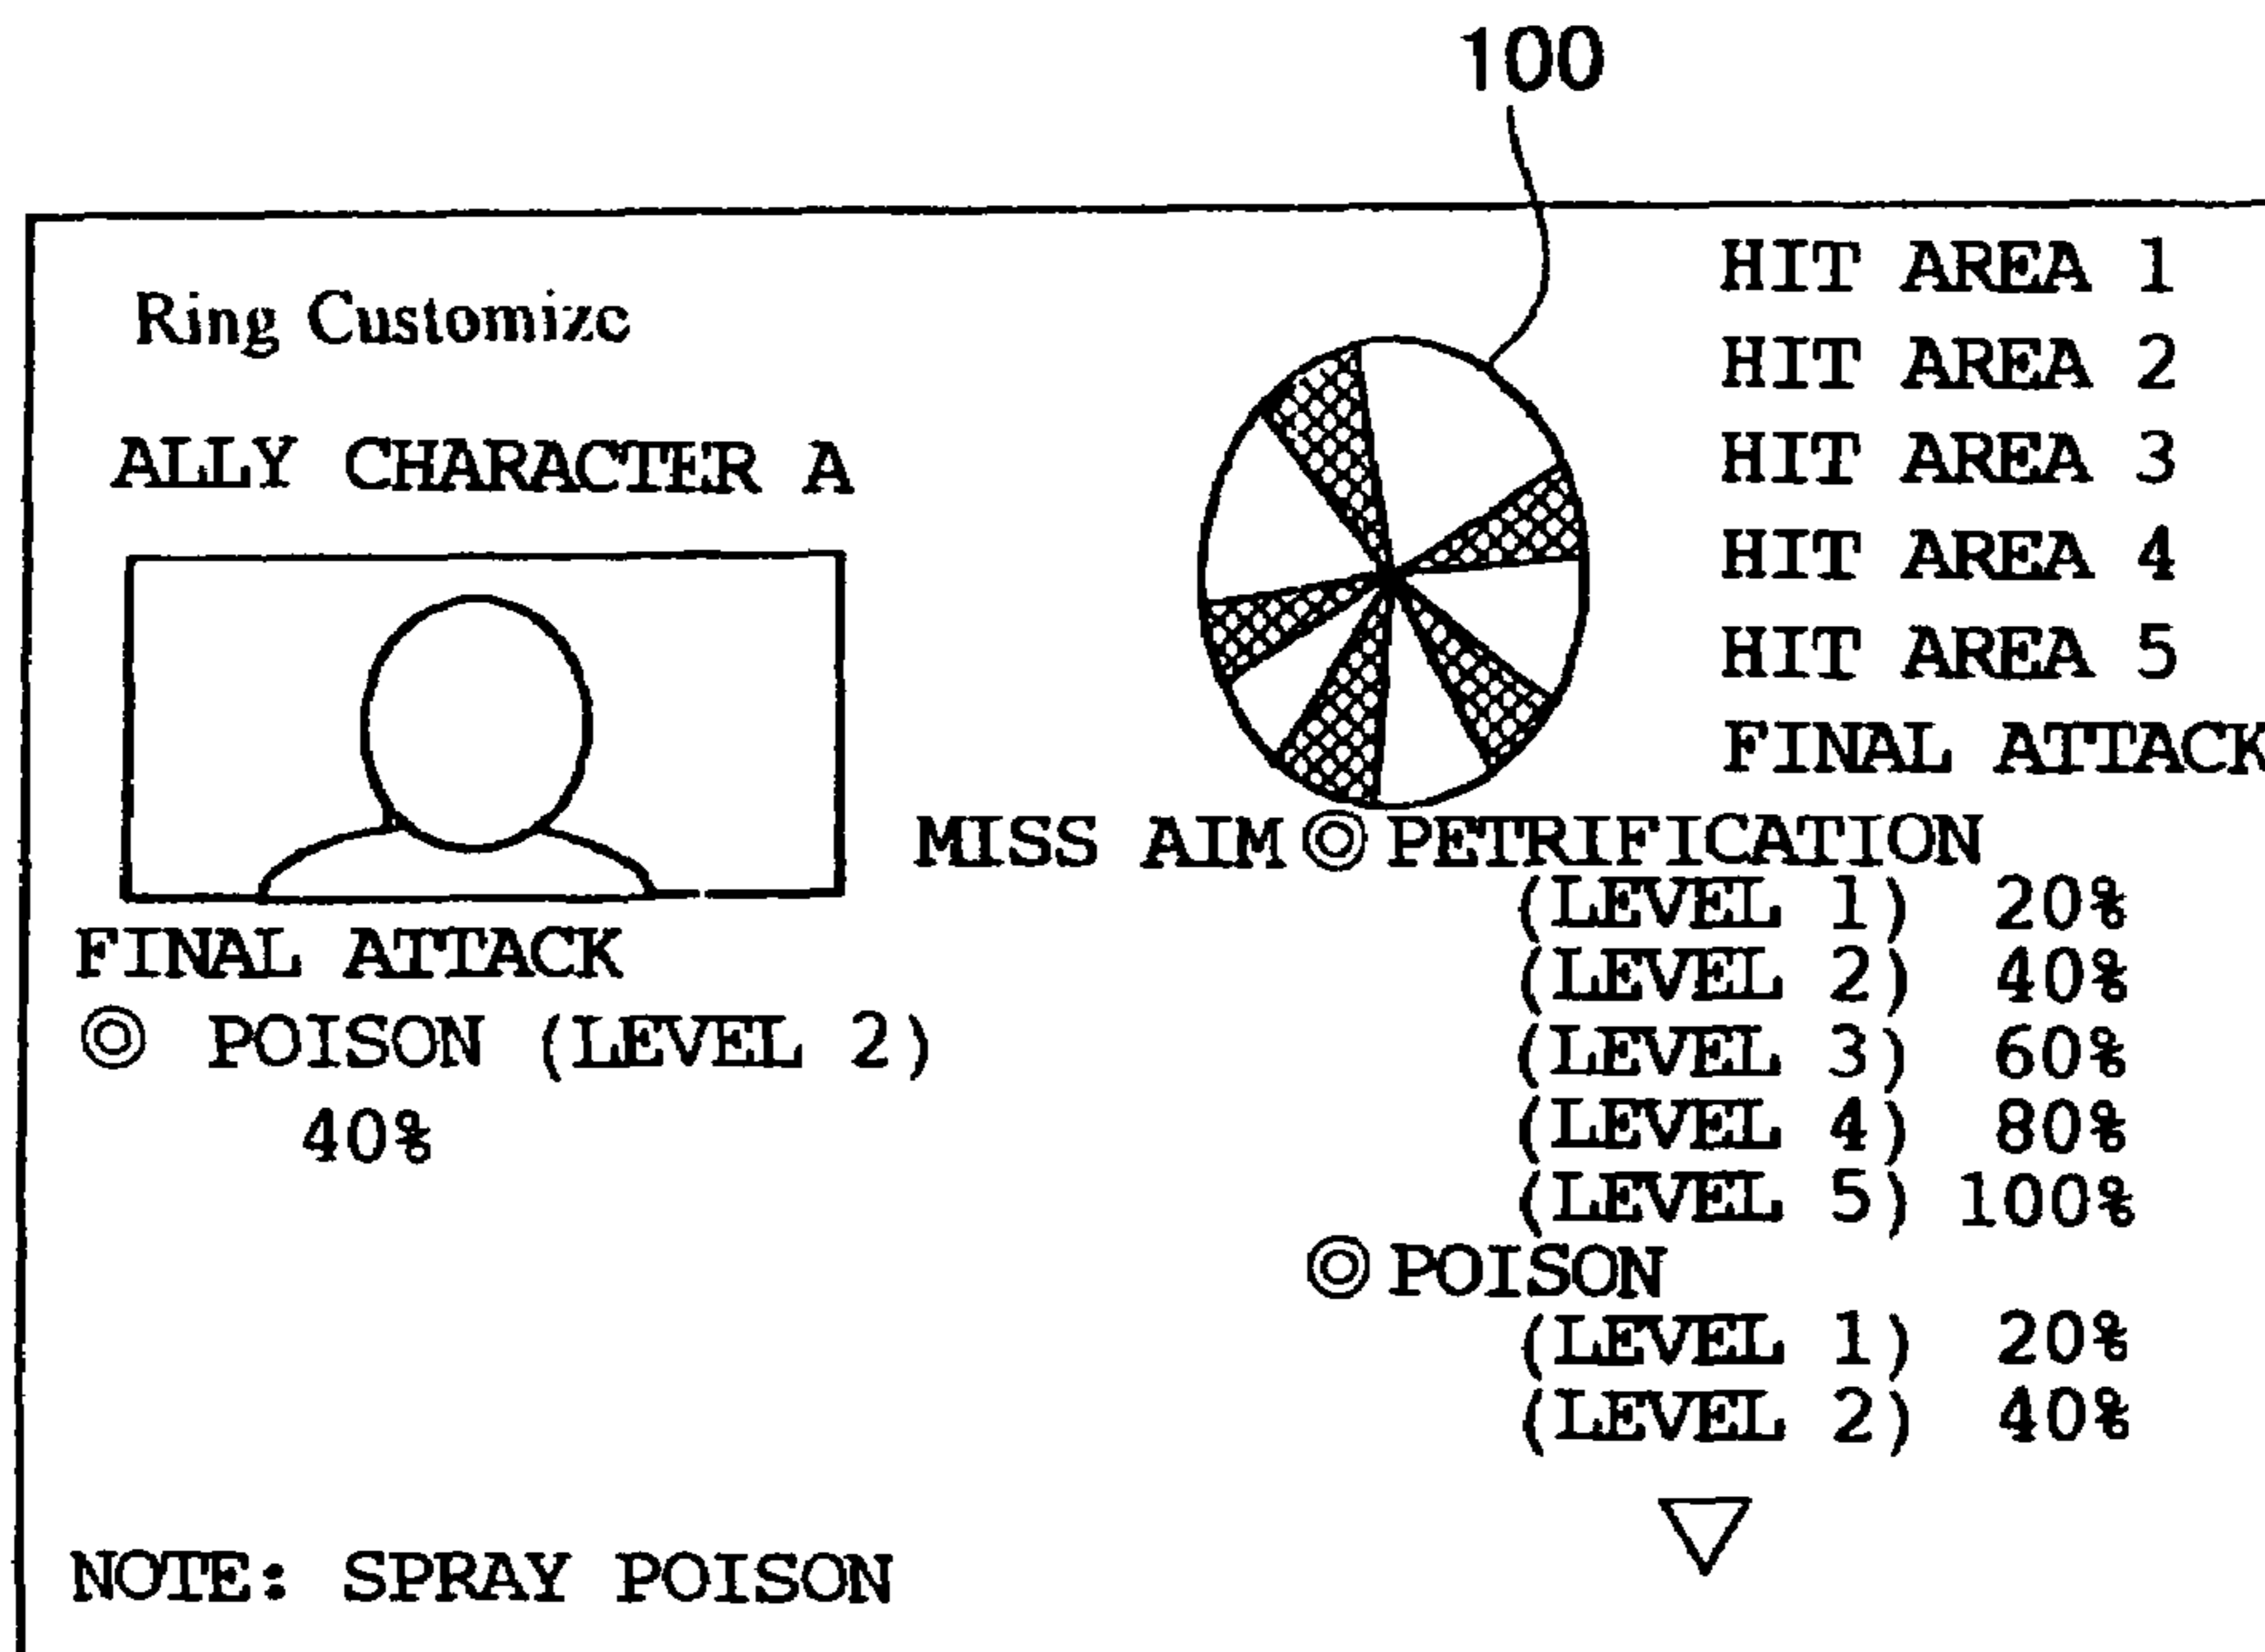 100
Ring Customize
ALLY CHARACTER A
HIT AREA 1
HIT AREA 2
HIT AREA 3
HIT AREA 4
HIT AREA 5
FINAL ATTACK
FINAL ATTACK
◎ POISON (LEVEL 2)
40%
MISS AIM ◎ PETRIFICATION
(LEVEL 1) 20%
(LEVEL 2) 40%
(LEVEL 3) 60%
(LEVEL 4) 80%
(LEVEL 5) 100%
◎ POISON
(LEVEL 1) 20%
(LEVEL 2) 40%
NOTE: SPRAY POISON